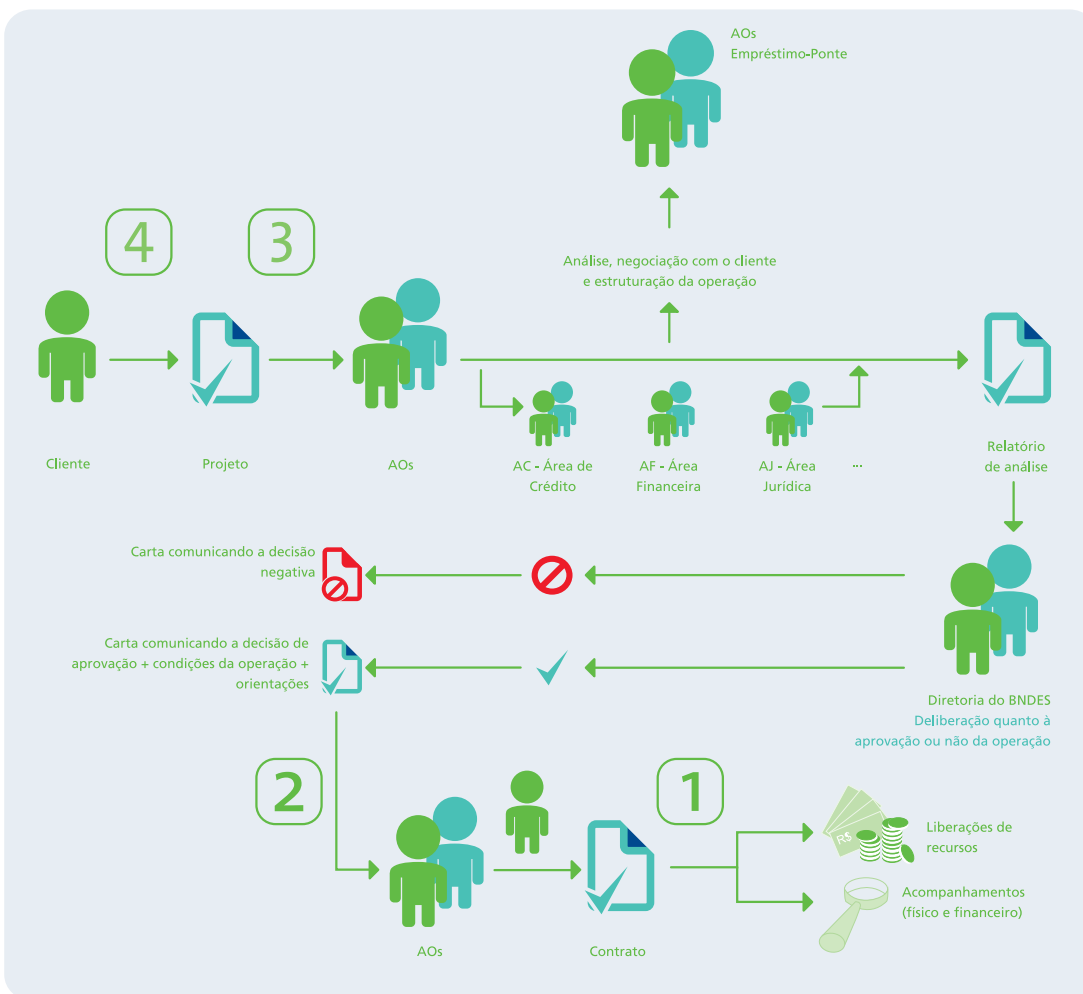 AOs
Empréstimo-Ponte
4
3
Análise, negociação com o cliente
e estruturação da operação
Cliente
Projeto
AOs
AC - Área de
Crédito
AF - Área
Financeira
AJ - Área
Jurídica
...
Relatório
de análise
Carta comunicando a decisão
negativa
Carta comunicando a decisão de
aprovação + condições da operação +
orientações
Diretoria do BNDES
Deliberação quanto à
aprovação ou não da operação
2
1
R$
Liberações de
recursos
Acompanhamentos
(físico e financeiro)
AOs
Contrato